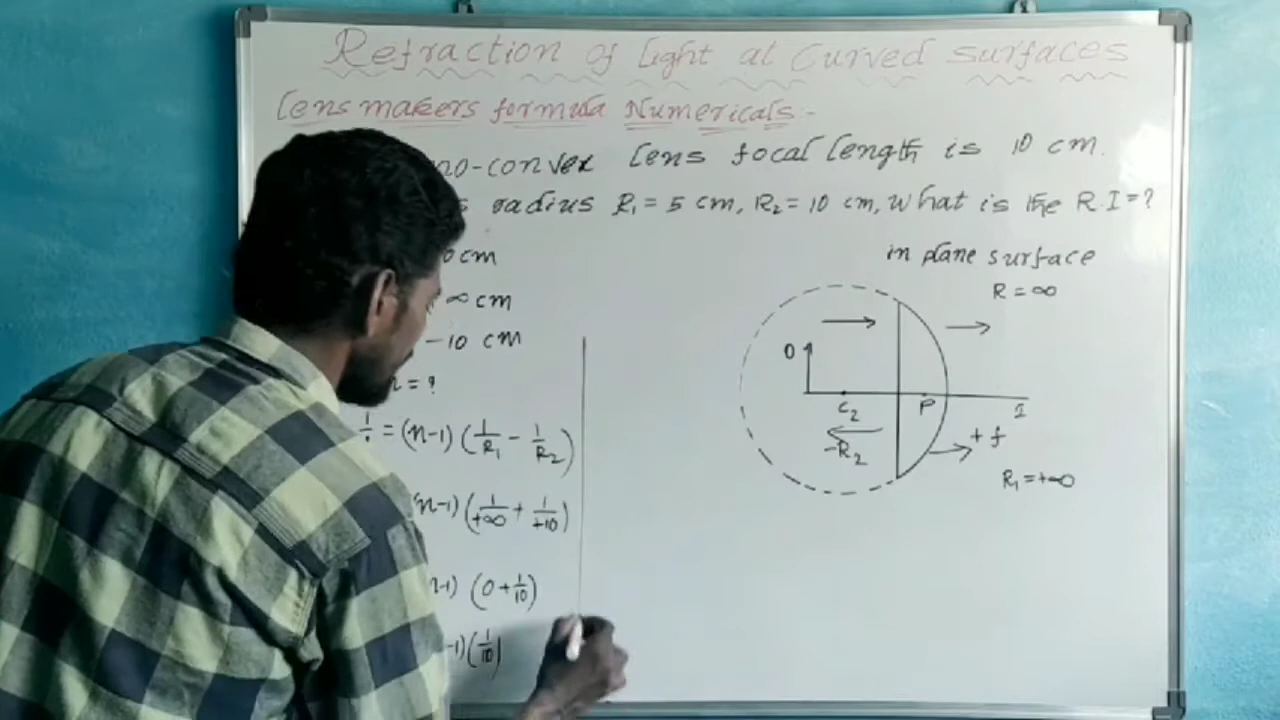 Refraction of light at Curved surfaces
lens makers formula Numericals :-
no-convex lens focal length is 10 cm.
s radius R₁ = 5 cm, R₂ = 10 cm, What is the R.I = ?
0 cm
∞ cm
-10 cm
n = ?
= (n-1) (1/R₁ - 1/R₂)
(n-1) (1/+∞ + 1/+10)
n-1) (0 + 1/10)
-1) (1/10)
in plane surface
R = ∞
O
C₂
P
I
-R₂
+ f
R₁ = +∞